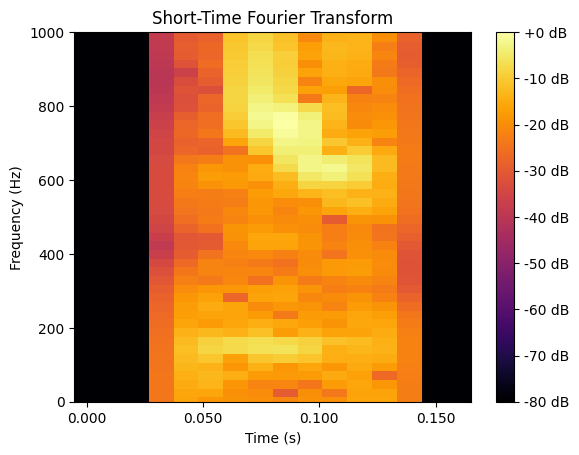 Short-Time Fourier Transform
1000
800
600
400
200
0
Frequency (Hz)
0.000
0.050
0.100
0.150
Time (s)
+0 dB
-10 dB
-20 dB
-30 dB
-40 dB
-50 dB
-60 dB
-70 dB
-80 dB